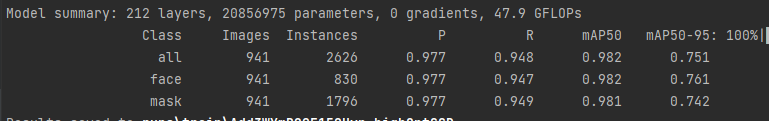 Model summary: 212 layers, 20856975 parameters, 0 gradients, 47.9 GFLOPs
Class Images Instances P R mAP50 mAP50-95: 100%|
all 941 2626 0.977 0.948 0.982 0.751
face 941 830 0.977 0.947 0.982 0.761
mask 941 1796 0.977 0.949 0.981 0.742